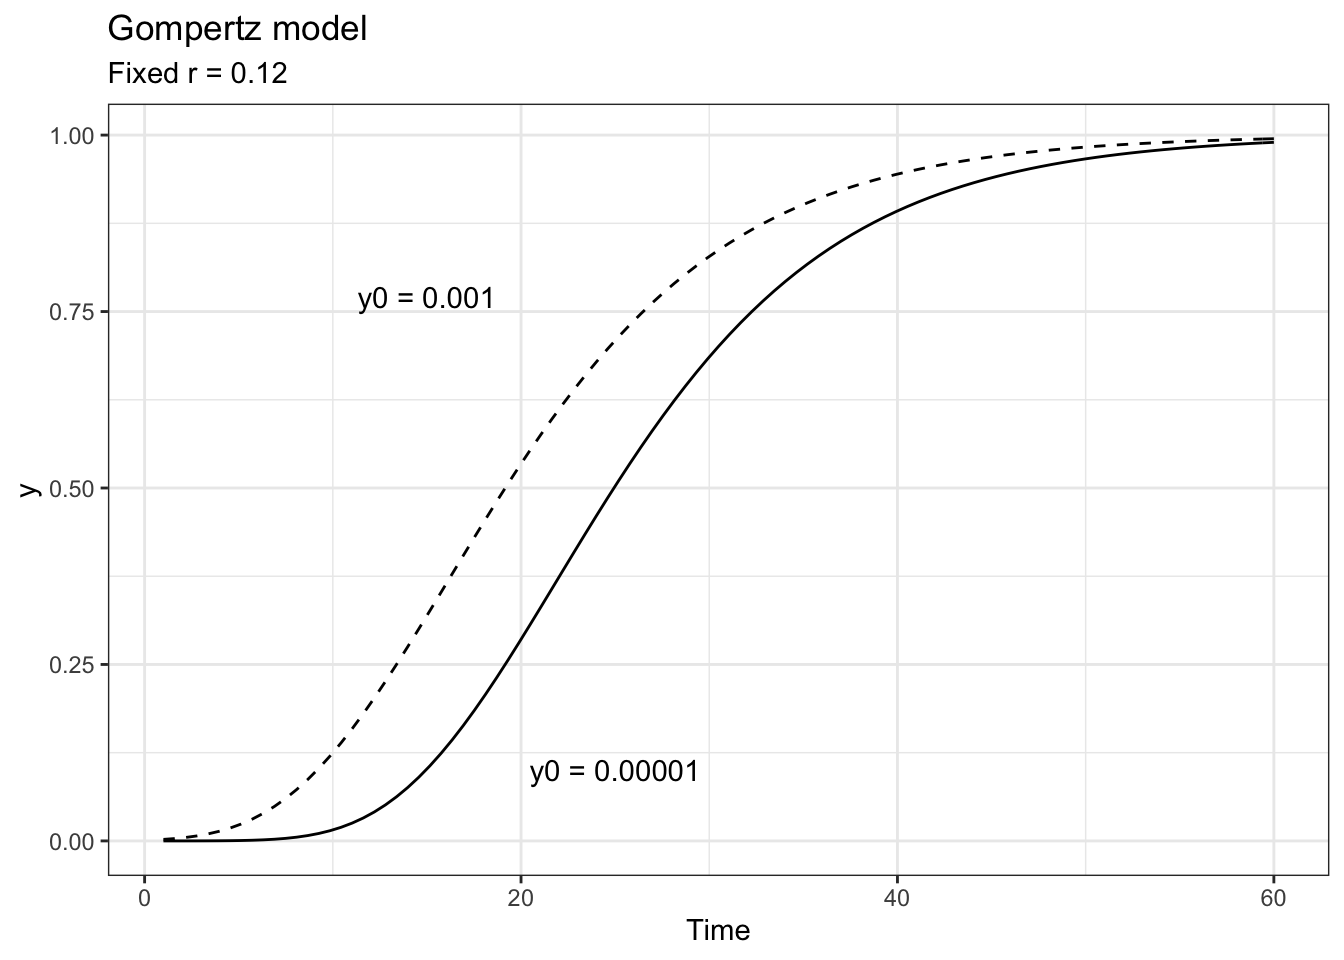 Gompertz model
Fixed r = 0.12
1.00
0.75
0.50
0.25
0.00
y
y0 = 0.001
y0 = 0.00001
0 20 40 60
Time